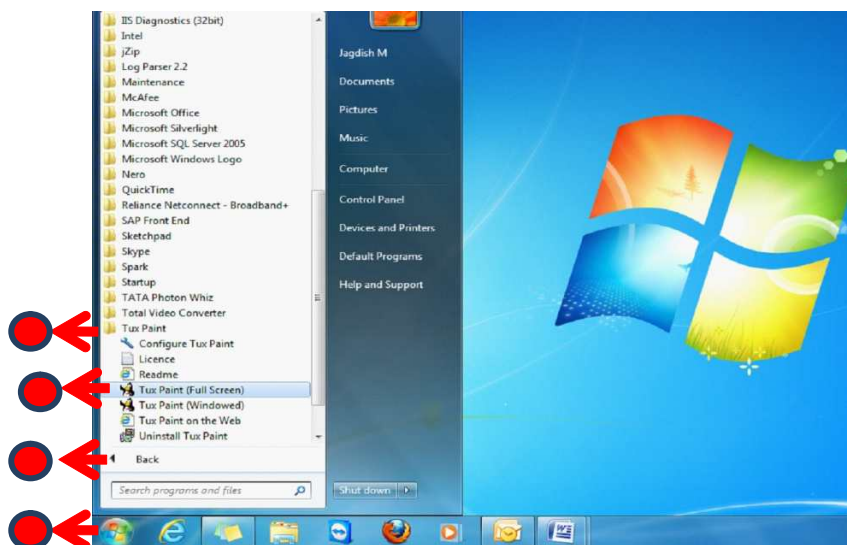 IIS Diagnostics (32bit)
Intel
jZip
Log Parser 2.2
Maintenance
McAfee
Microsoft Office
Microsoft Silverlight
Microsoft SQL Server 2005
Microsoft Windows Logo
Nero
QuickTime
Reliance Netconnect - Broadband+
SAP Front End
Sketchpad
Skype
Spark
Startup
TATA Photon Whiz
Total Video Converter
Tux Paint
Configure Tux Paint
Licence
Readme
Tux Paint (Full Screen)
Tux Paint (Windowed)
Tux Paint on the Web
Uninstall Tux Paint
Back
Search programs and files
Jagdish M
Documents
Pictures
Music
Computer
Control Panel
Devices and Printers
Default Programs
Help and Support
Shut down